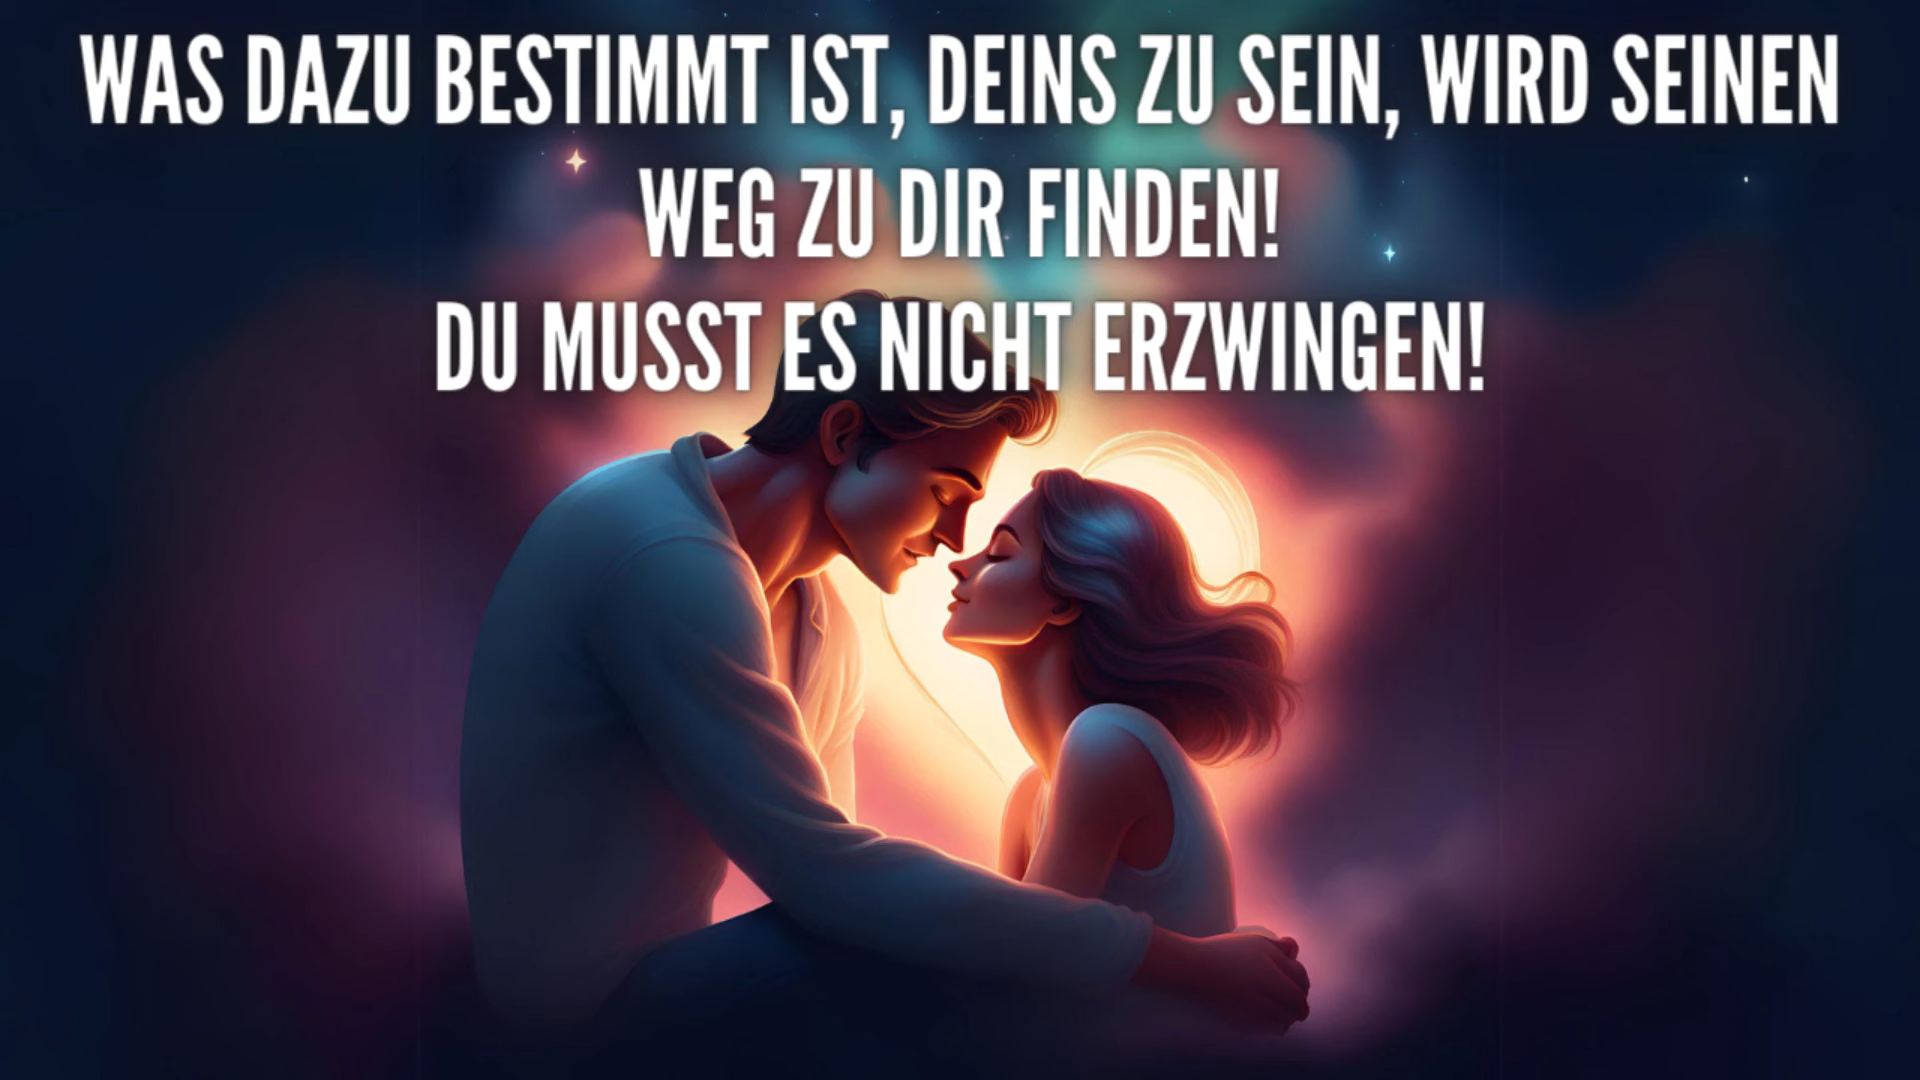 WAS DAZU BESTIMMT IST, DEINS ZU SEIN, WIRD SEINEN
WEG ZU DIR FINDEN!
DU MUSST ES NICHT ERZWINGEN!